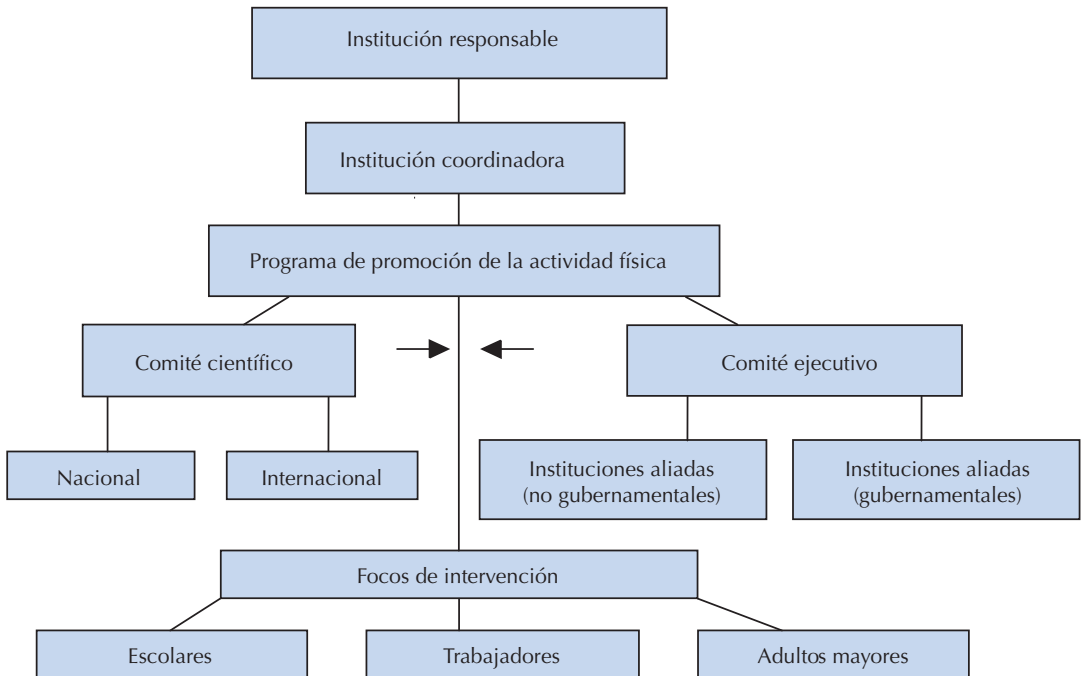 Institución responsable
Institución coordinadora
Programa de promoción de la actividad física
Comité científico
Comité ejecutivo
Nacional
Internacional
Instituciones aliadas
(no gubernamentales)
Instituciones aliadas
(gubernamentales)
Focos de intervención
Escolares
Trabajadores
Adultos mayores